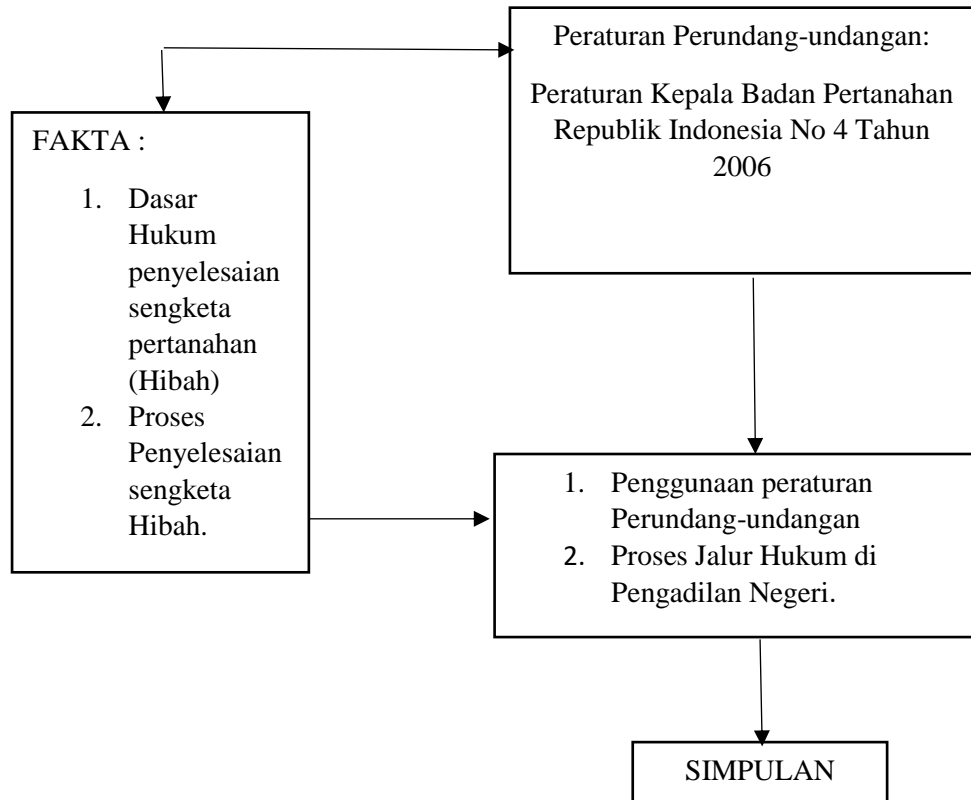 Peraturan Perundang-undangan:
Peraturan Kepala Badan Pertanahan
Republik Indonesia No 4 Tahun
2006
FAKTA :
1. Dasar
Hukum
penyelesaian
sengketa
pertanahan
(Hibah)
2. Proses
Penyelesaian
sengketa
Hibah.
1. Penggunaan peraturan
Perundang-undangan
2. Proses Jalur Hukum di
Pengadilan Negeri.
SIMPULAN